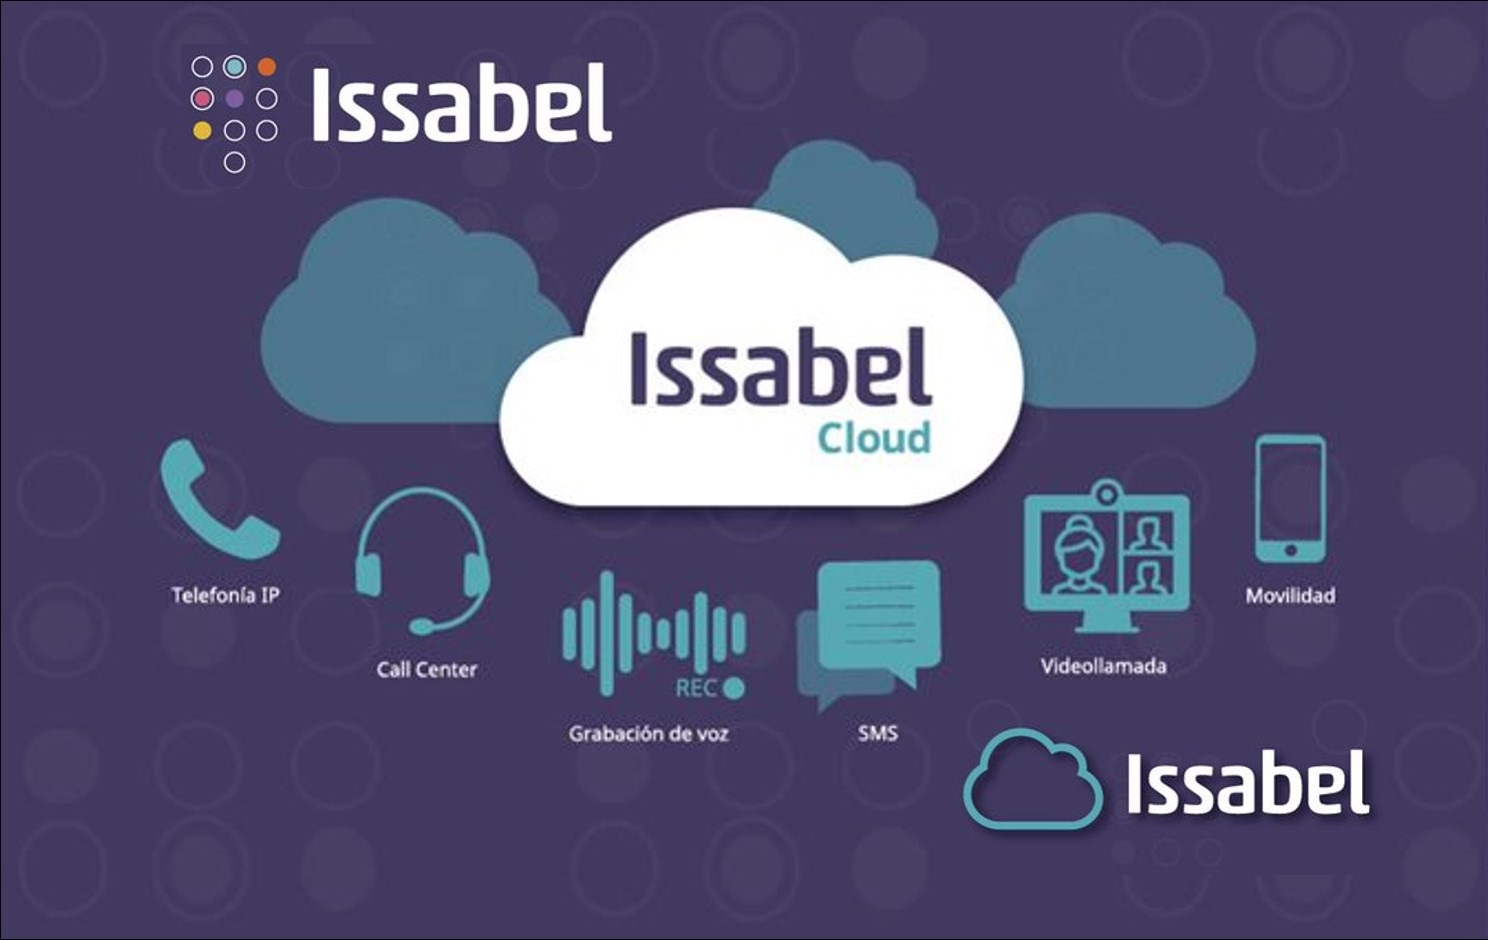 Issabel
Issabel
Cloud
Telefonía IP
Call Center
REC
Grabación de voz
SMS
Videollamada
Movilidad
Issabel